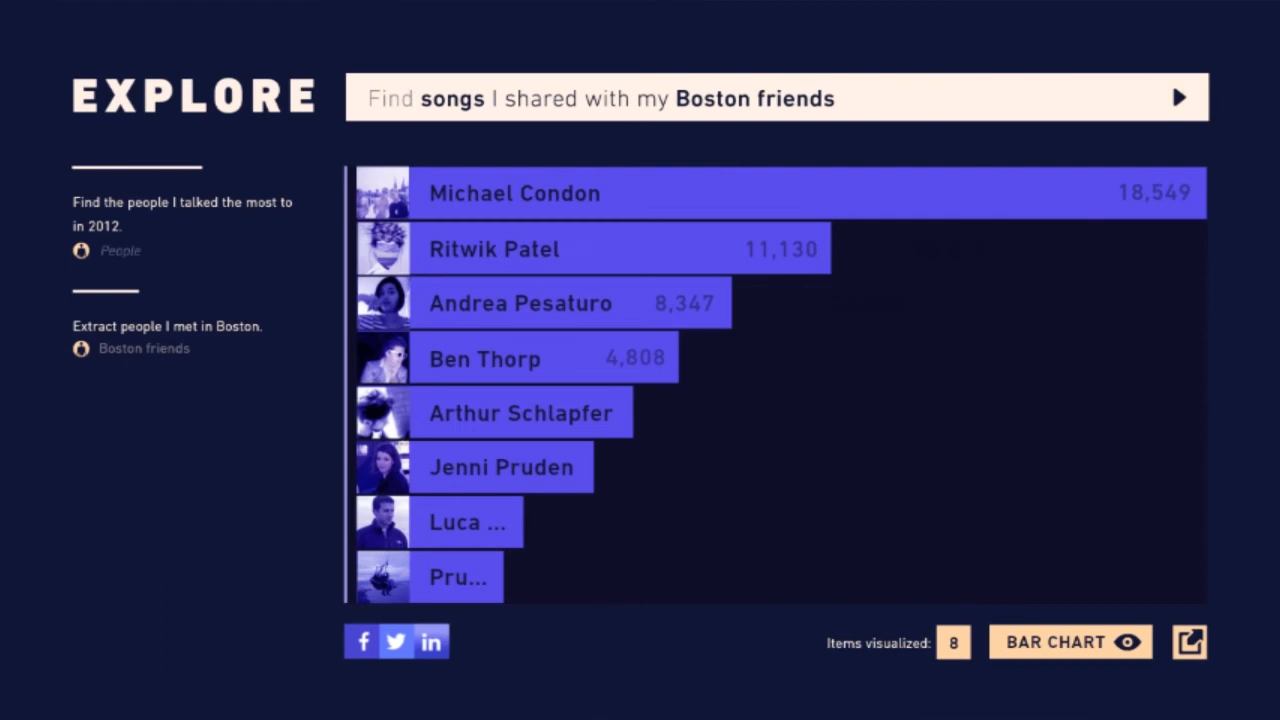 EXPLORE
Find songs I shared with my Boston friends
Find the people I talked the most to
in 2012.
People
Extract people I met in Boston.
Boston friends
Michael Condon 18,549
Ritwik Patel 11,130
Andrea Pesaturo 8,347
Ben Thorp 4,808
Arthur Schlapfer
Jenni Pruden
Luca ...
Pru...
f in
Items visualized: 8 BAR CHART